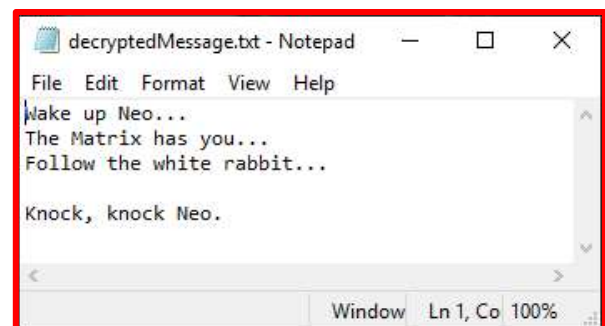 decryptedMessage.txt - Notepad
File Edit Format View Help
Wake up Neo...
The Matrix has you...
Follow the white rabbit...

Knock, knock Neo.
Window Ln 1, Co 100%